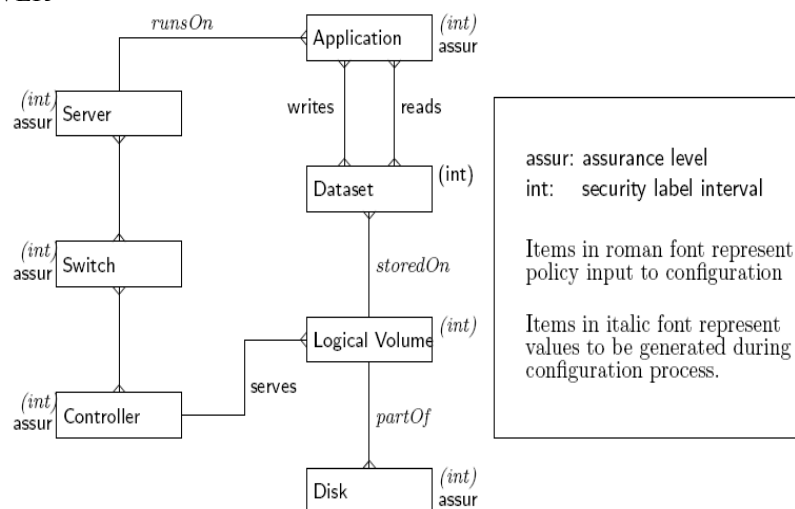 runsOn
Application
(int)
assur
(int)
assur
Server
writes
reads
Dataset
(int)
assur: assurance level
int: security label interval
Items in roman font represent
policy input to configuration
Items in italic font represent
values to be generated during
configuration process.
(int)
assur
Switch
storedOn
Logical Volume
(int)
serves
(int)
assur
Controller
partOf
Disk
(int)
assur